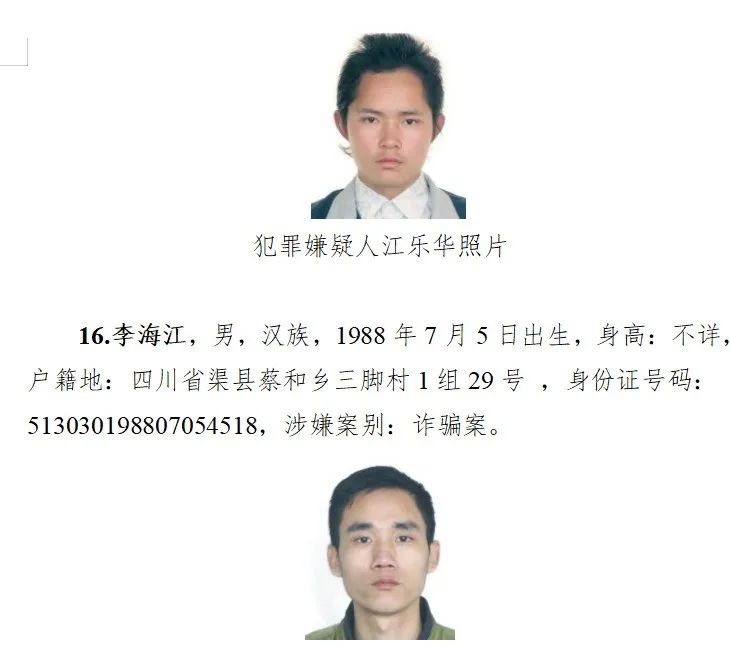 犯罪嫌疑人江乐华照片
16.李海江，男，汉族，1988 年 7 月 5 日出生，身高：不详，
户籍地：四川省渠县蔡和乡三脚村 1 组 29 号 ，身份证号码：
513030198807054518，涉嫌案别：诈骗案。